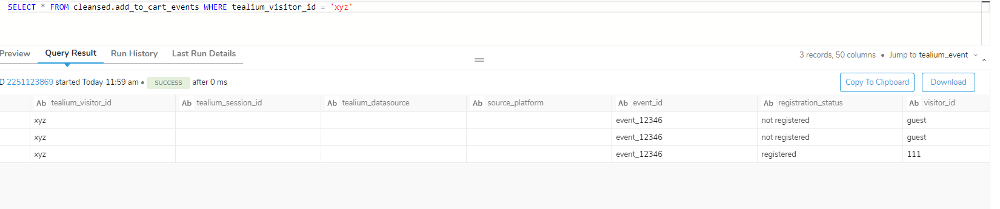 SELECT * FROM cleansed.add_to_cart_events WHERE tealium_visitor_id = 'xyz'
Preview Query Result Run History Last Run Details 3 records, 50 columns • Jump to tealium_event
D 2251123869 started Today 11:59 am • SUCCESS after 0 ms Copy To Clipboard Download
Ab tealium_visitor_id Ab tealium_session_id Ab tealium_datasource Ab source_platform Ab event_id Ab registration_status Ab visitor_id
xyz event_12346 not registered guest
xyz event_12346 not registered guest
xyz event_12346 registered 111